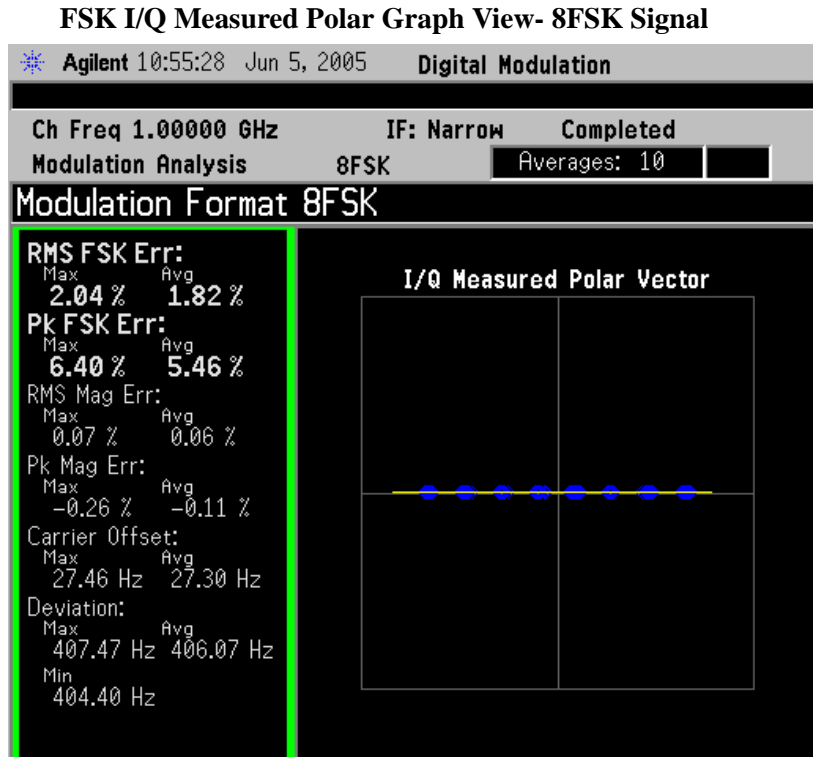 FSK I/Q Measured Polar Graph View- 8FSK Signal
Agilent 10:55:28 Jun 5, 2005 Digital Modulation
Ch Freq 1.00000 GHz IF: Narrow Completed
Modulation Analysis 8FSK Averages: 10
Modulation Format 8FSK
RMS FSK Err:
Max Avg
2.04 % 1.82 %
Pk FSK Err:
Max Avg
6.40 % 5.46 %
RMS Mag Err:
Max Avg
0.07 % 0.06 %
Pk Mag Err:
Max Avg
-0.26 % -0.11 %
Carrier Offset:
Max Avg
27.46 Hz 27.30 Hz
Deviation:
Max Avg
407.47 Hz 406.07 Hz
Min
404.40 Hz
I/Q Measured Polar Vector